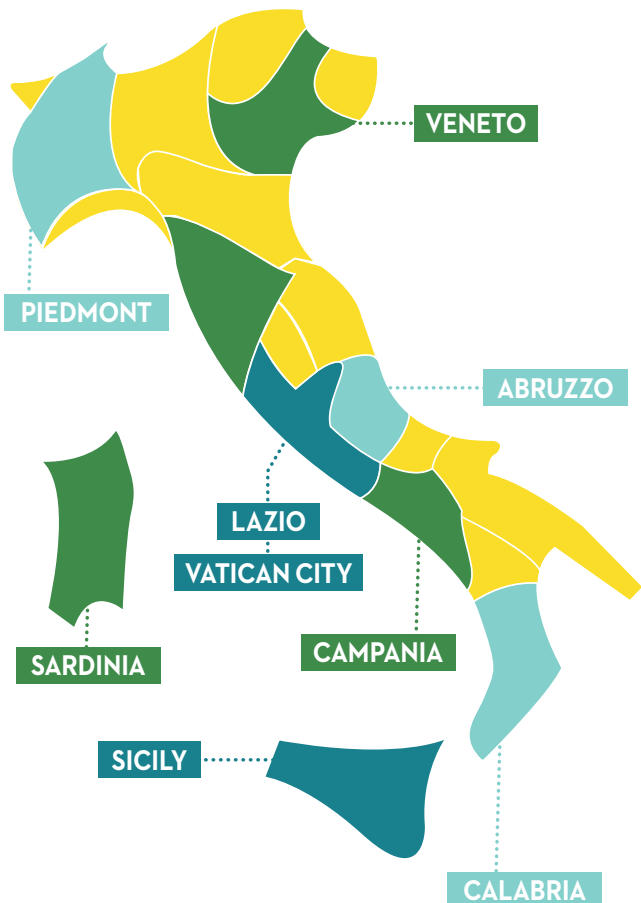 VENETO
PIEDMONT
ABRUZZO
LAZIO
VATICAN CITY
CAMPANIA
SARDINIA
SICILY
CALABRIA